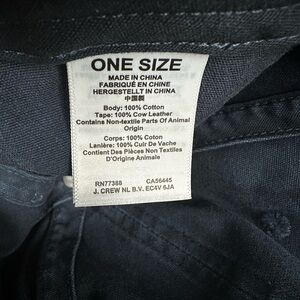 ONE SIZE
MADE IN CHINA
FABRIQUÉ EN CHINE
HERGESTELLT IN CHINA
中国製
Body: 100% Cotton
Tape: 100% Cow Leather
Contains Non-textile Parts Of Animal
Origin
Corps: 100% Coton
Lanière: 100% Cuir De Vache
Contient Des Pièces Non Textiles
D'Origine Animale
RN77388 CA56445
J. CREW NL B.V. EC4V 6JA